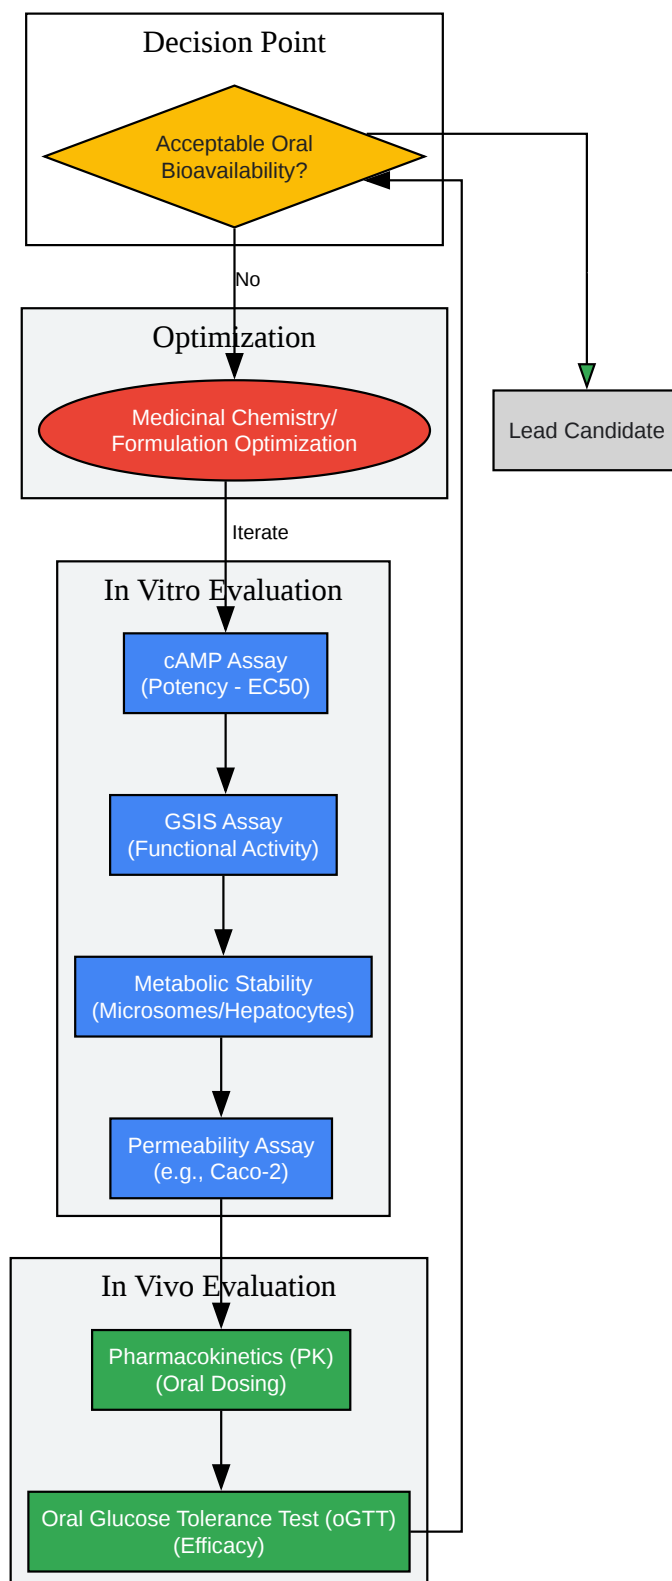 Decision Point
Acceptable Oral
Bioavailability?
No
Optimization
Medicinal Chemistry/
Formulation Optimization
Lead Candidate
Iterate
In Vitro Evaluation
cAMP Assay
(Potency - EC50)
GSIS Assay
(Functional Activity)
Metabolic Stability
(Microsomes/Hepatocytes)
Permeability Assay
(e.g., Caco-2)
In Vivo Evaluation
Pharmacokinetics (PK)
(Oral Dosing)
Oral Glucose Tolerance Test (oGTT)
(Efficacy)